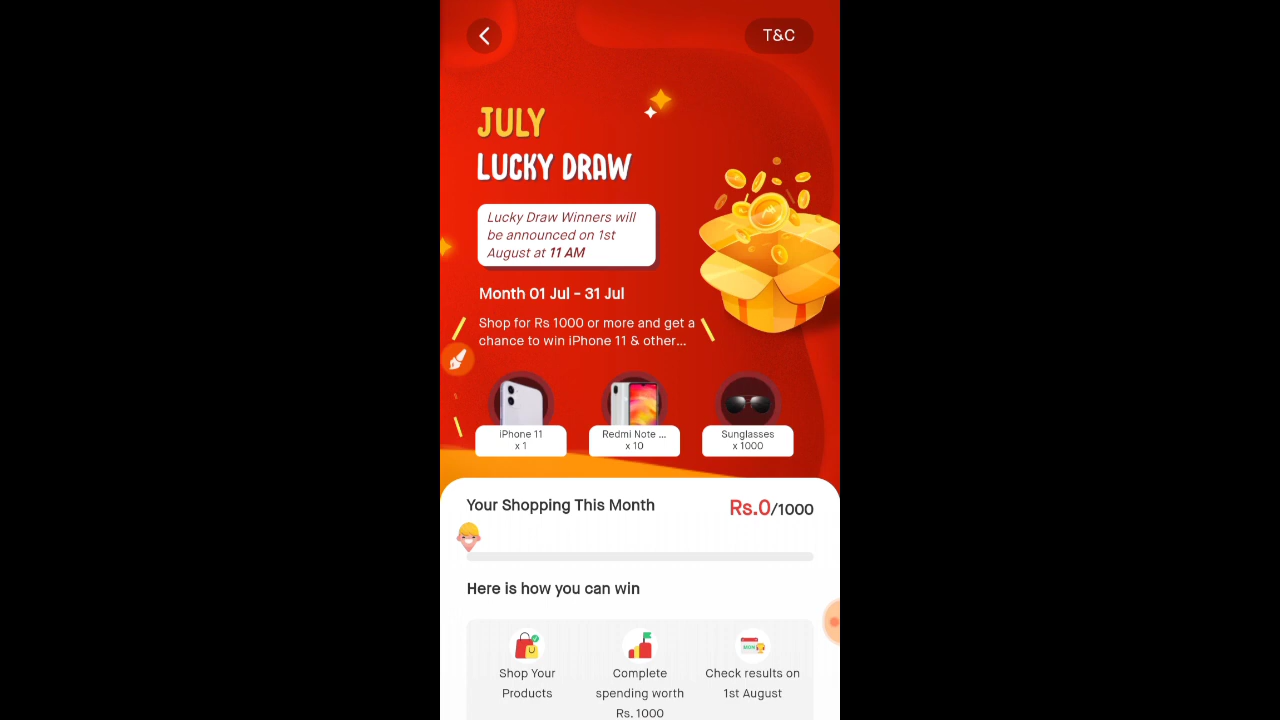 T&C
JULY
LUCKY DRAW
Lucky Draw Winners will
be announced on 1st
August at 11 AM
Month 01 Jul - 31 Jul
Shop for Rs 1000 or more and get a
chance to win iPhone 11 & other...
iPhone 11
x 1
Redmi Note ...
x 10
Sunglasses
x 1000
Your Shopping This Month
Rs.0/1000
Here is how you can win
Shop Your
Products
Complete
spending worth
Rs. 1000
Check results on
1st August